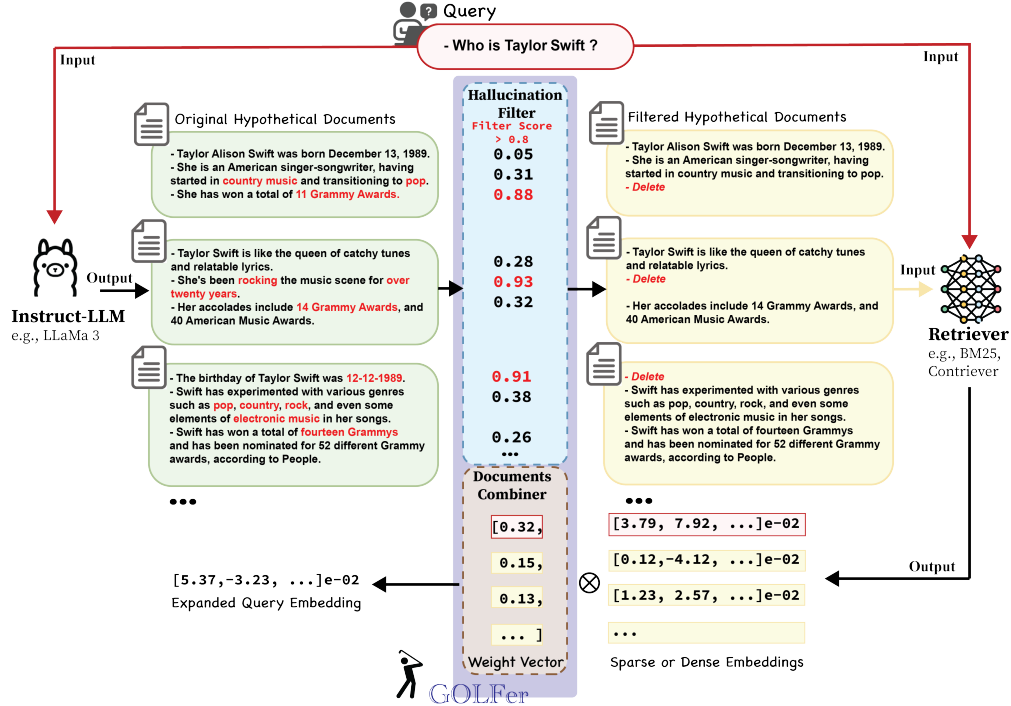 Query
- Who is Taylor Swift ?
Input
Input
Hallucination
Filter
Filter Score
> 0.8
Original Hypothetical Documents
- Taylor Alison Swift was born December 13, 1989.
- She is an American singer-songwriter, having
started in country music and transitioning to pop.
- She has won a total of 11 Grammy Awards.
0.05
0.31
0.88
Filtered Hypothetical Documents
- Taylor Alison Swift was born December 13, 1989.
- She is an American singer-songwriter, having
started in country music and transitioning to pop.
- Delete
- Taylor Swift is like the queen of catchy tunes
and relatable lyrics.
- She's been rocking the music scene for over
twenty years.
- Her accolades include 14 Grammy Awards, and
40 American Music Awards.
0.28
0.93
0.32
- Taylor Swift is like the queen of catchy tunes
and relatable lyrics.
- Delete
- Her accolades include 14 Grammy Awards, and
40 American Music Awards.
Output
Instruct-LLM
e.g., LLaMa 3
Input
Retriever
e.g., BM25,
Contriever
- The birthday of Taylor Swift was 12-12-1989.
- Swift has experimented with various genres
such as pop, country, rock, and even some
elements of electronic music in her songs.
- Swift has won a total of fourteen Grammys
and has been nominated for 52 different Grammy
awards, according to People.
0.91
0.38
0.26
...
- Delete
- Swift has experimented with various genres
such as pop, country, rock, and even some
elements of electronic music in her songs.
- Swift has won a total of fourteen Grammys
and has been nominated for 52 different Grammy
awards, according to People.
...
...
Documents
Combiner
[0.32,
0.15,
0.13,
... ]
Weight Vector
[3.79, 7.92, ...]e-02
[0.12,-4.12, ...]e-02
[1.23, 2.57, ...]e-02
...
Sparse or Dense Embeddings
Output
[5.37,-3.23, ...]e-02
Expanded Query Embedding
GOLFer